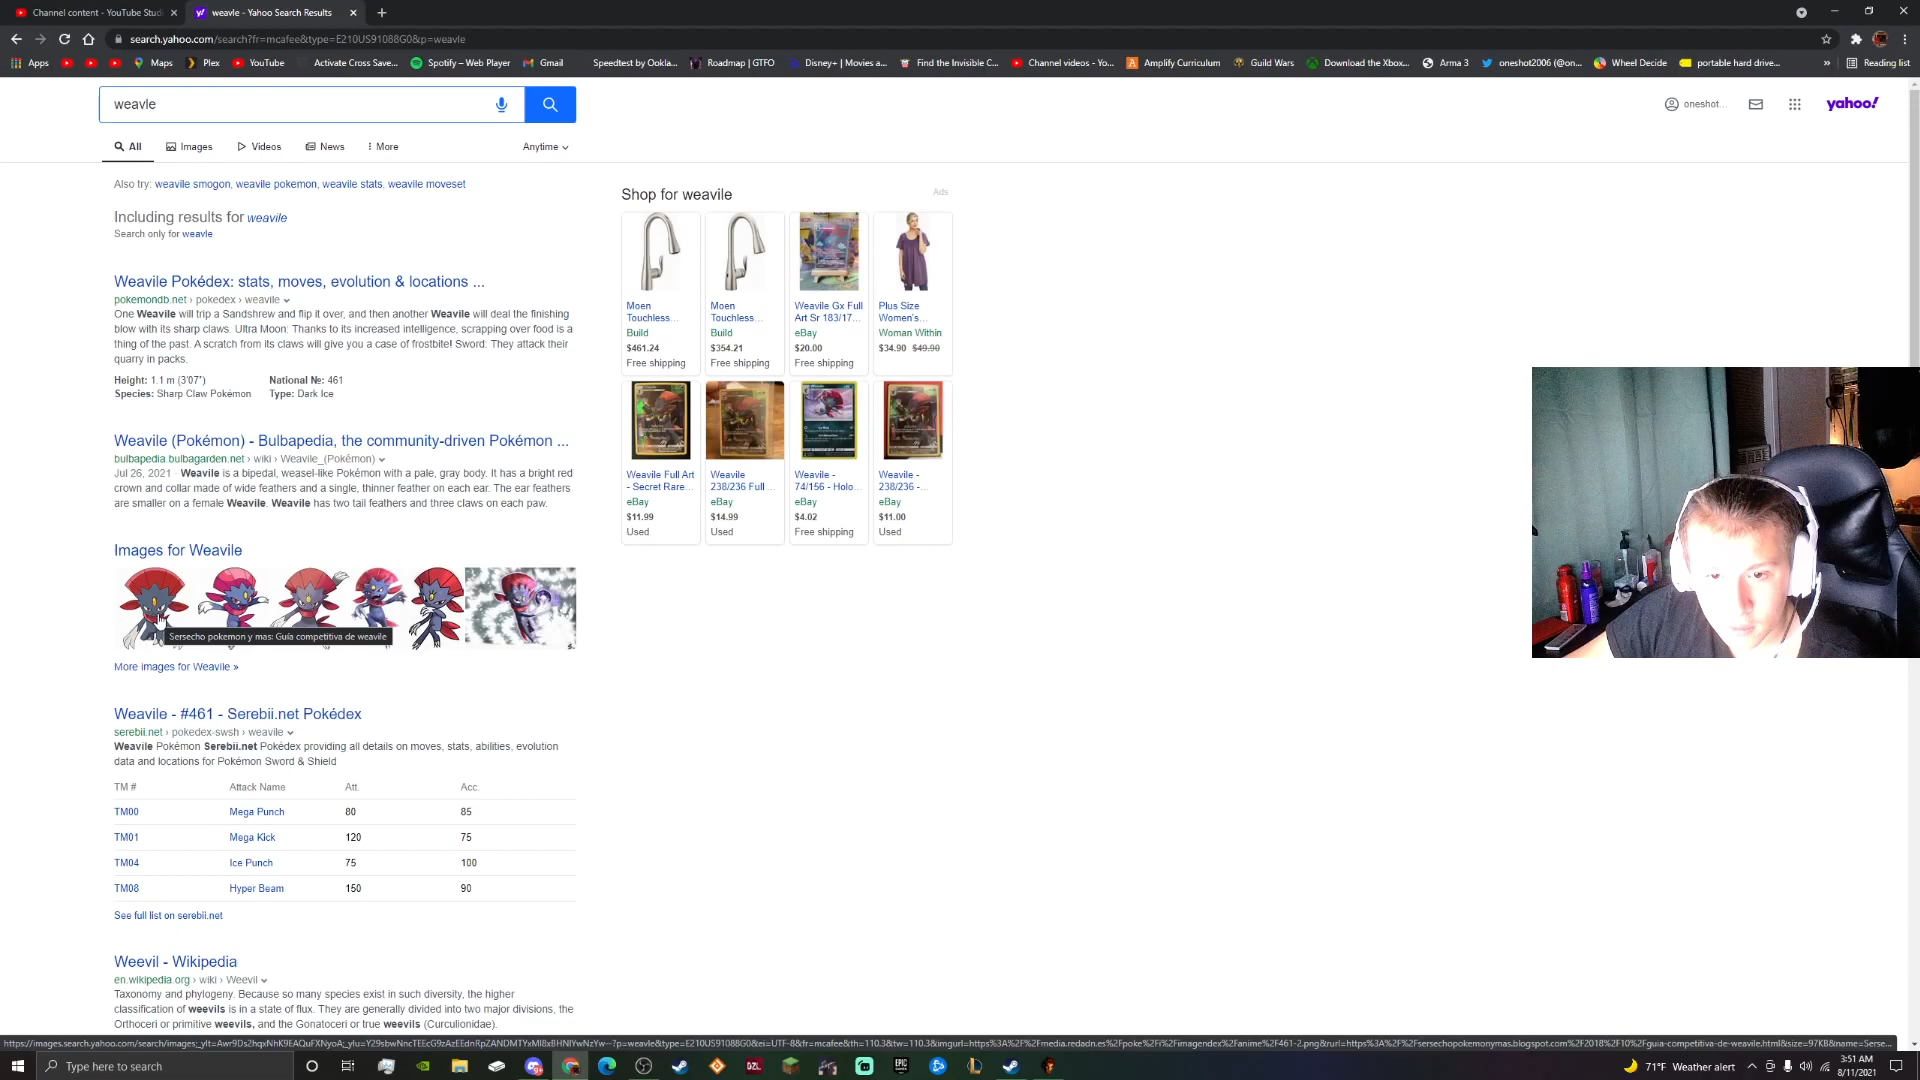 Channel content - YouTube Stud
weavle - Yahoo Search Results
search.yahoo.com/search?fr=mcafee&type=E210US91088G0&p=weavle
Apps
Maps
Plex
YouTube
Activate Cross Save...
Spotify – Web Player
Gmail
Speedtest by Ookla...
Roadmap | GTFO
Disney+ | Movies a...
Find the Invisible C...
Channel videos - Yo...
Amplify Curriculum
Guild Wars
Download the Xbox...
Arma 3
oneshot2006 (@on...
Wheel Decide
portable hard drive...
»
Reading list
weavle
oneshot...
yahoo!
All
Images
Videos
News
More
Anytime
Also try: weavile smogon, weavile pokemon, weavile stats, weavile moveset
Including results for weavile
Search only for weavle
Weavile Pokédex: stats, moves, evolution & locations ...
pokemondb.net › pokedex › weavile
One Weavile will trip a Sandshrew and flip it over, and then another Weavile will deal the finishing
blow with its sharp claws. Ultra Moon: Thanks to its increased intelligence, scrapping over food is a
thing of the past. A scratch from its claws will give you a case of frostbite! Sword: They attack their
quarry in packs.
Height: 1.1 m (3'07") National №: 461
Species: Sharp Claw Pokémon Type: Dark Ice
Weavile (Pokémon) - Bulbapedia, the community-driven Pokémon ...
bulbapedia.bulbagarden.net › wiki › Weavile_(Pokémon)
Jul 26, 2021 · Weavile is a bipedal, weasel-like Pokémon with a pale, gray body. It has a bright red
crown and collar made of wide feathers and a single, thinner feather on each ear. The ear feathers
are smaller on a female Weavile. Weavile has two tail feathers and three claws on each paw.
Images for Weavile
Sersecho pokemon y mas: Guía competitiva de weavile
More images for Weavile »
Weavile - #461 - Serebii.net Pokédex
serebii.net › pokedex-swsh › weavile
Weavile Pokémon Serebii.net Pokédex providing all details on moves, stats, abilities, evolution
data and locations for Pokémon Sword & Shield
TM # Attack Name Att. Acc.
TM00 Mega Punch 80 85
TM01 Mega Kick 120 75
TM04 Ice Punch 75 100
TM08 Hyper Beam 150 90
See full list on serebii.net
Weevil - Wikipedia
en.wikipedia.org › wiki › Weevil
Taxonomy and phylogeny. Because so many species exist in such diversity, the higher
classification of weevils is in a state of flux. They are generally divided into two major divisions, the
Orthoceri or primitive weevils, and the Gonatoceri or true weevils (Curculionidae).
Shop for weavile
Ads
Moen
Touchless...
Build
$461.24
Free shipping
Moen
Touchless...
Build
$354.21
Free shipping
Weavile Gx Full
Art Sr 183/17...
eBay
$20.00
Free shipping
Plus Size
Women's...
Woman Within
$34.90 $49.90
Weavile Full Art
- Secret Rare...
eBay
$11.99
Used
Weavile
238/236 Full ...
eBay
$14.99
Used
Weavile -
74/156 - Holo...
eBay
$4.02
Free shipping
Weavile -
238/236 -...
eBay
$11.00
Used
Type here to search
DZL
EPIC
GAMES
71°F Weather alert
3:51 AM
8/11/2021